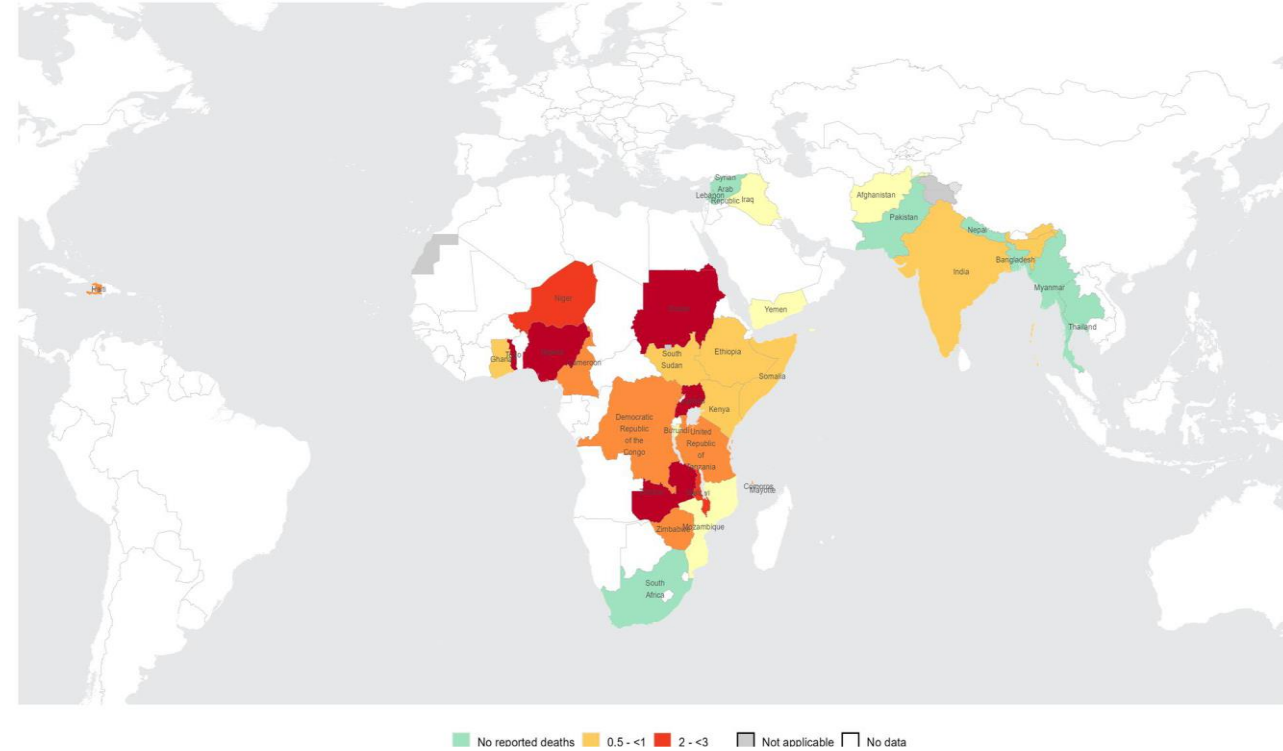 Syrian
Arab
Republic
Lebanon
Iraq
Afghanistan
Pakistan
Nepal
Bangladesh
India
Myanmar
Thailand
Yemen
Haiti
Niger
Ghana
Togo
Cameroon
South
Sudan
Ethiopia
Somalia
Kenya
Democratic
Republic
of the
Congo
Burundi
United
Republic
of
Tanzania
Comoros
Mayotte
Zimbabwe
Mozambique
South
Africa
No reported deaths 0.5 - <1 2 - <3 Not applicable No data